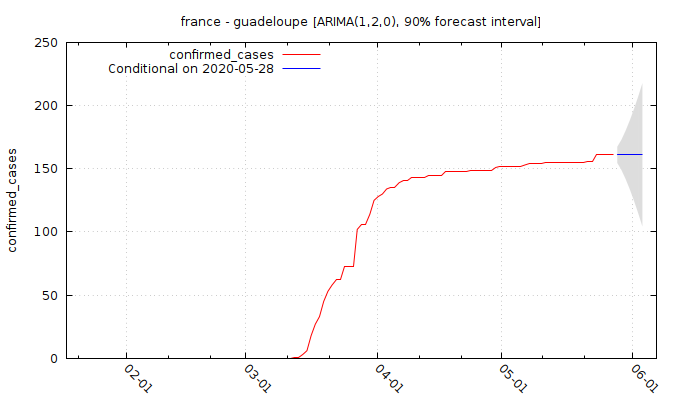 france - guadeloupe [ARIMA(1,2,0), 90% forecast interval]
confirmed_cases
Conditional on 2020-05-28
confirmed_cases
250
200
150
100
50
0
02-01
03-01
04-01
05-01
06-01